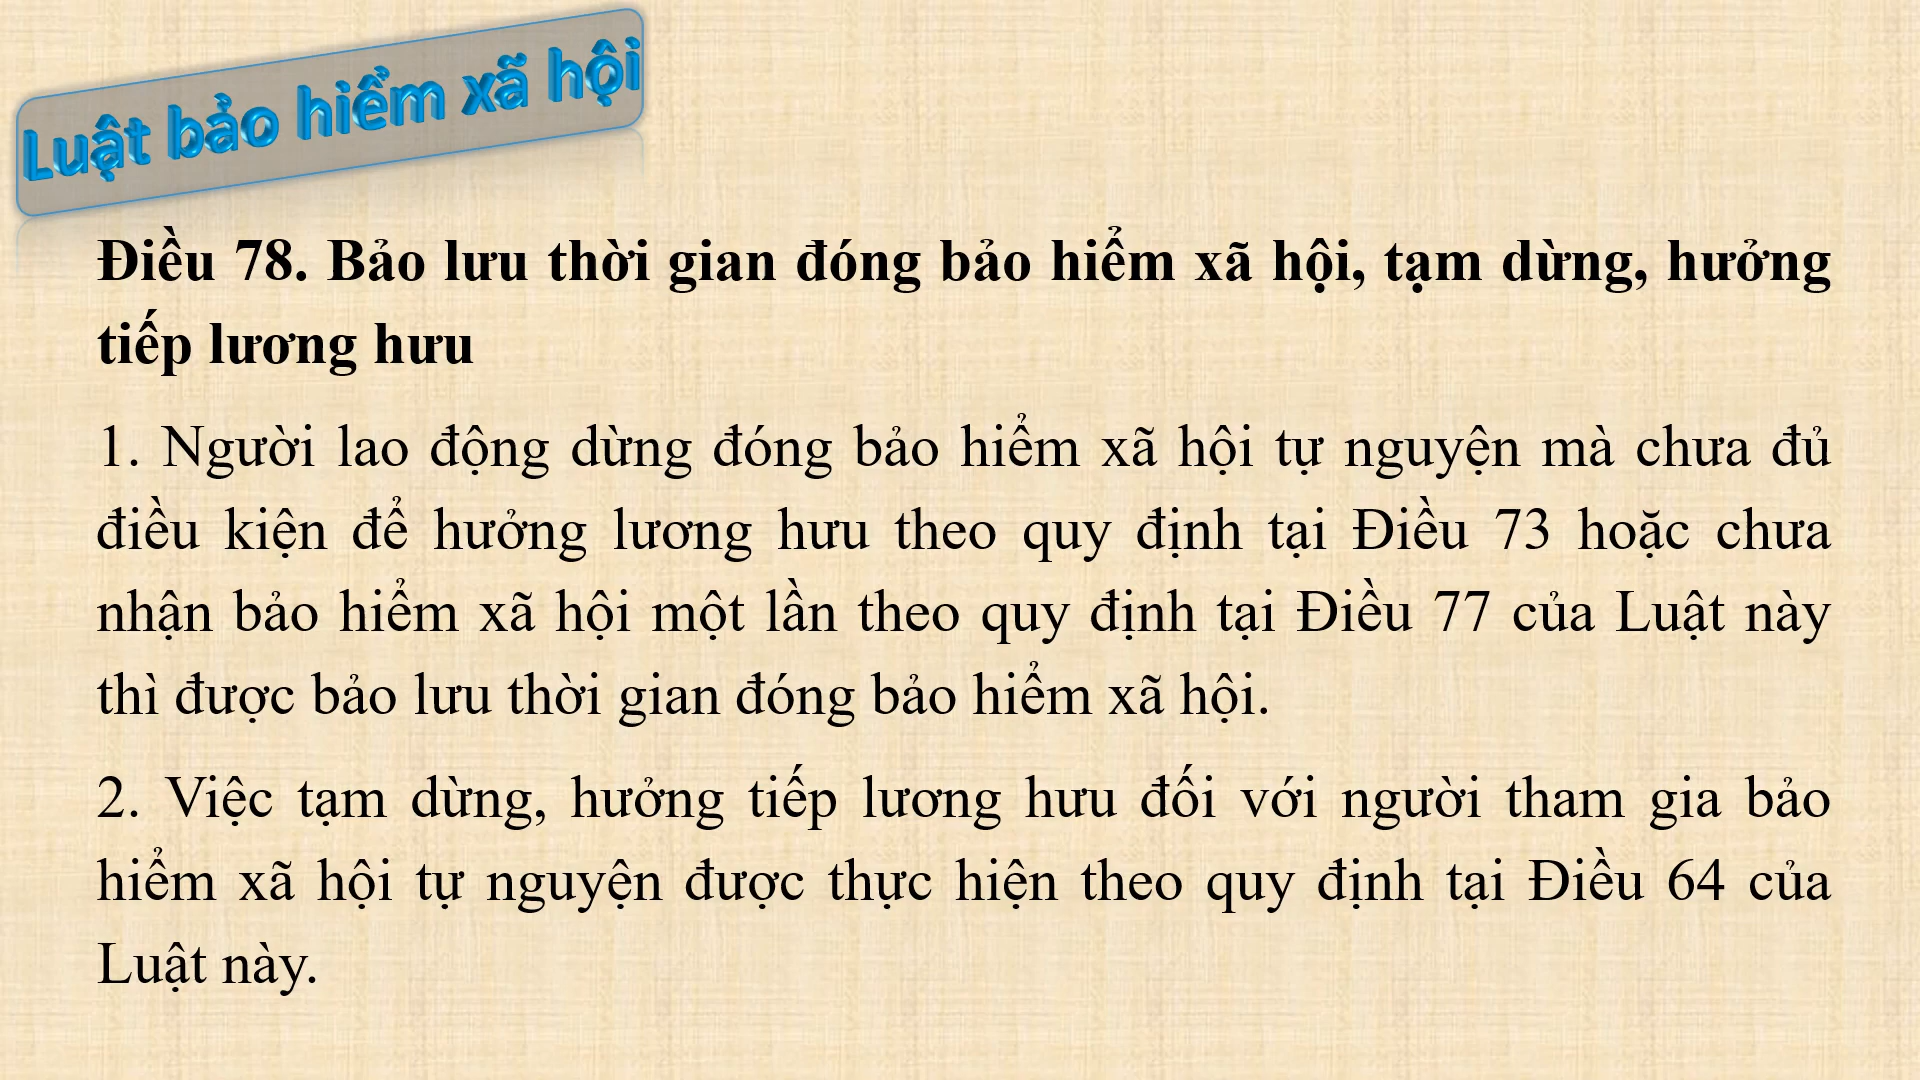 Luật bảo hiểm xã hội
Điều 78. Bảo lưu thời gian đóng bảo hiểm xã hội, tạm dừng, hưởng
tiếp lương hưu
1. Người lao động dừng đóng bảo hiểm xã hội tự nguyện mà chưa đủ
điều kiện để hưởng lương hưu theo quy định tại Điều 73 hoặc chưa
nhận bảo hiểm xã hội một lần theo quy định tại Điều 77 của Luật này
thì được bảo lưu thời gian đóng bảo hiểm xã hội.
2. Việc tạm dừng, hưởng tiếp lương hưu đối với người tham gia bảo
hiểm xã hội tự nguyện được thực hiện theo quy định tại Điều 64 của
Luật này.